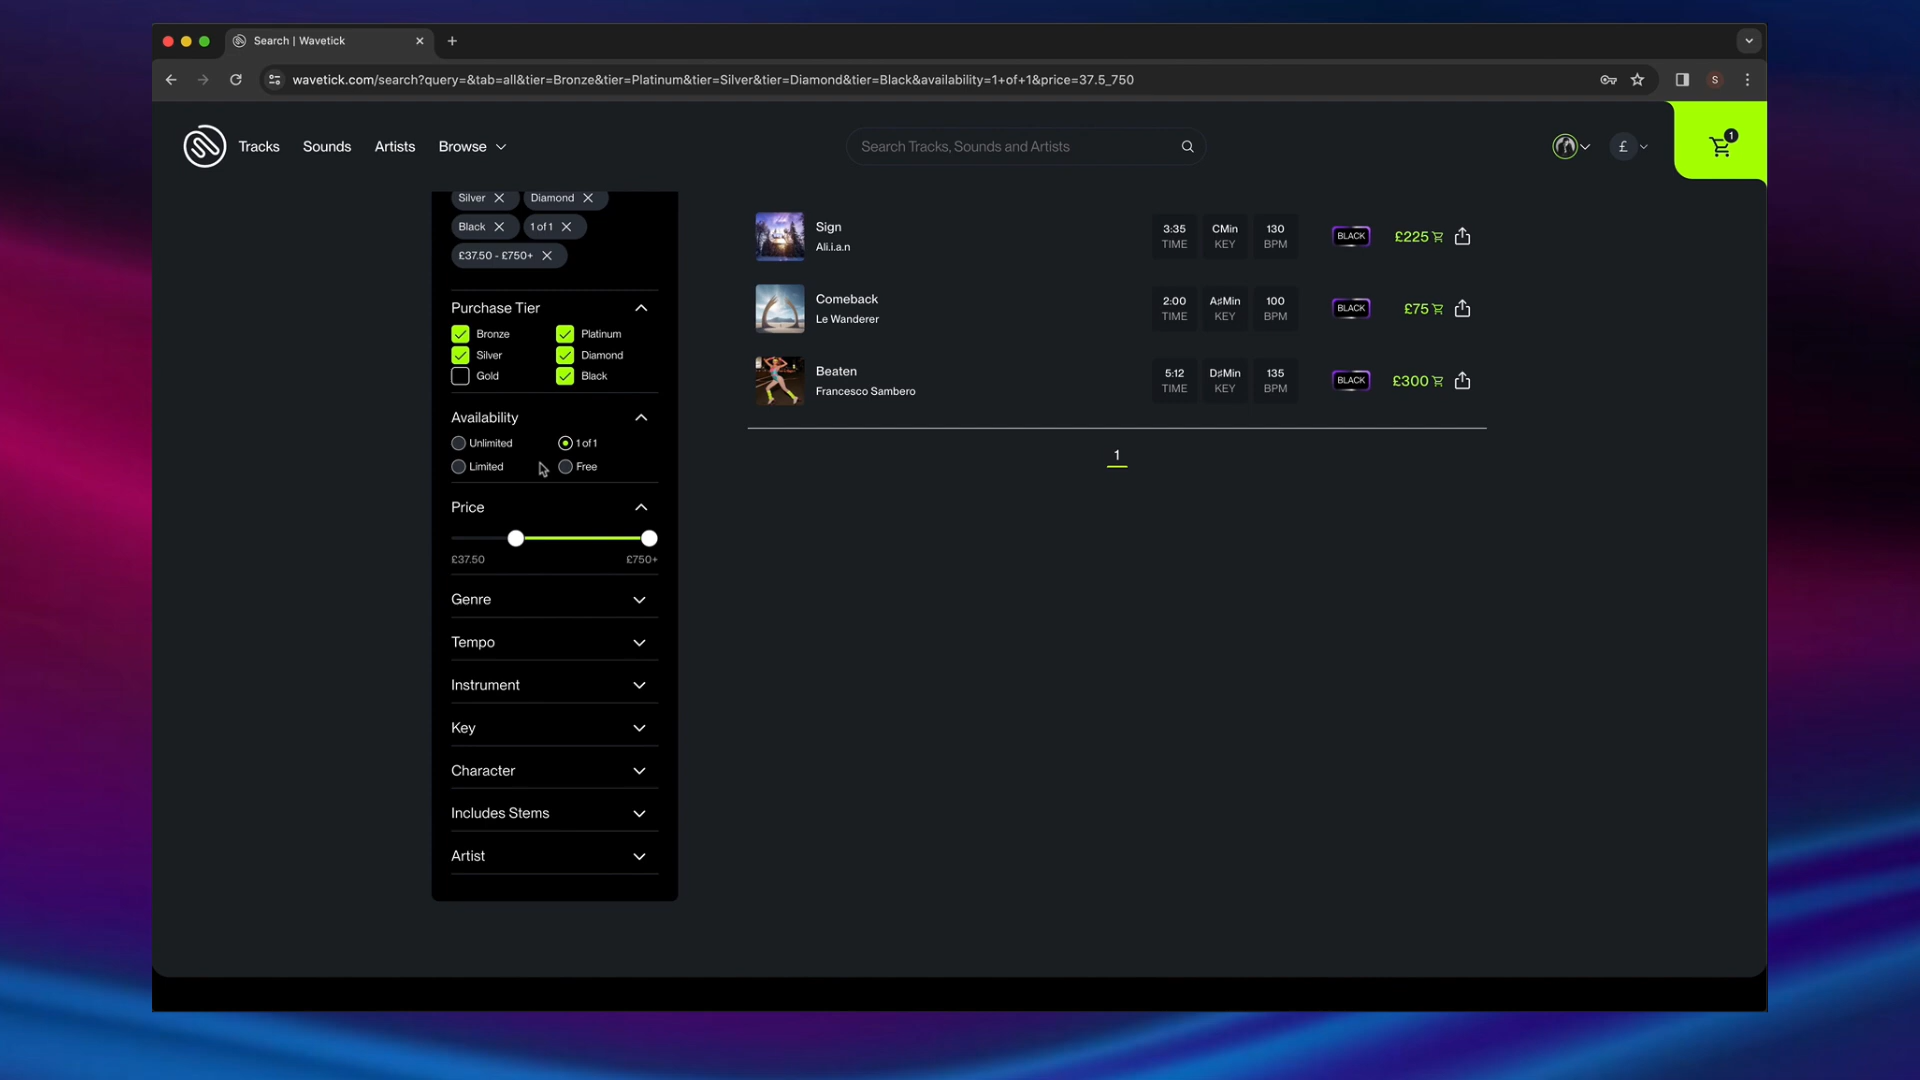 Search | Wavetick
wavetick.com/search?query=&tab=all&tier=Bronze&tier=Platinum&tier=Silver&tier=Diamond&tier=Black&availability=1+of+1&price=37.5_750
S
Tracks Sounds Artists Browse
Search Tracks, Sounds and Artists
£
1
Silver Diamond
Black 1 of 1
£37.50 - £750+
Purchase Tier
Bronze Platinum
Silver Diamond
Gold Black
Availability
Unlimited 1 of 1
Limited Free
Price
£37.50 £750+
Genre
Tempo
Instrument
Key
Character
Includes Stems
Artist
Sign
Ali.i.a.n
3:35 CMin 130
TIME KEY BPM
BLACK £225
Comeback
Le Wanderer
2:00 A♯Min 100
TIME KEY BPM
BLACK £75
Beaten
Francesco Sambero
5:12 D♯Min 135
TIME KEY BPM
BLACK £300
1